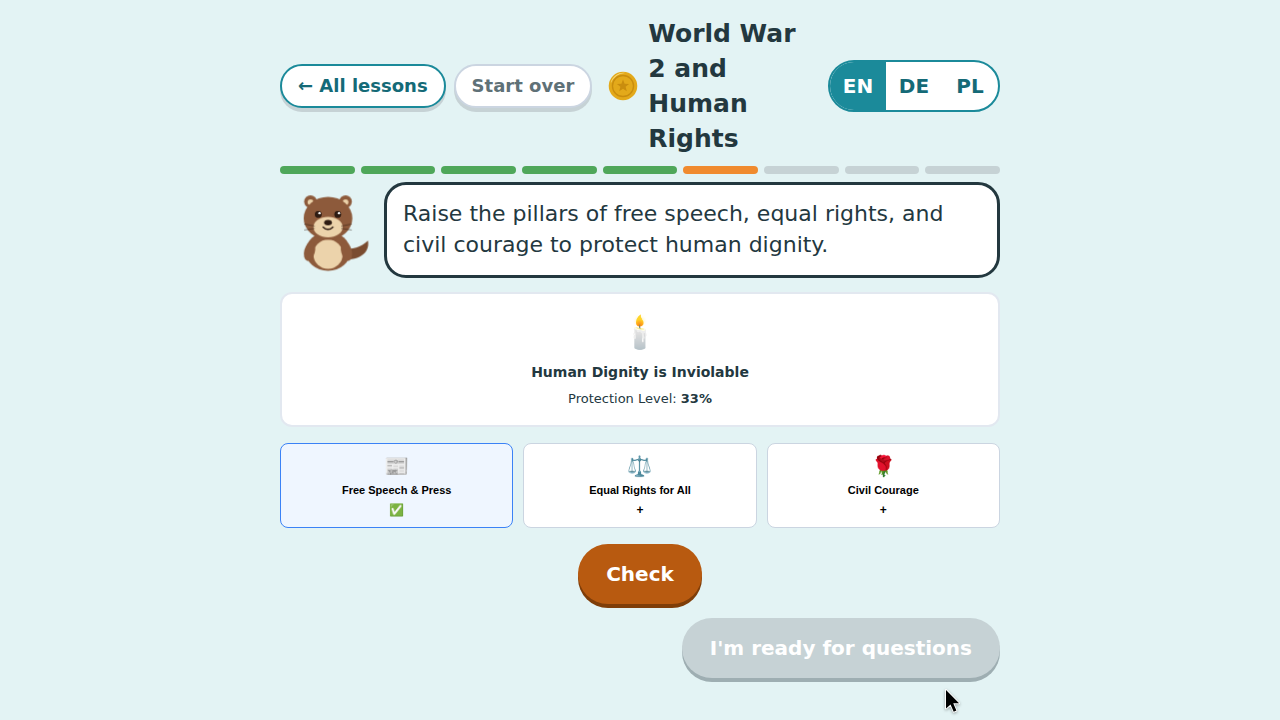 ← All lessons
Start over
World War
2 and
Human
Rights
EN DE PL
Raise the pillars of free speech, equal rights, and
civil courage to protect human dignity.
Human Dignity is Inviolable
Protection Level: 33%
Free Speech & Press
Equal Rights for All
+
Civil Courage
+
Check
I'm ready for questions